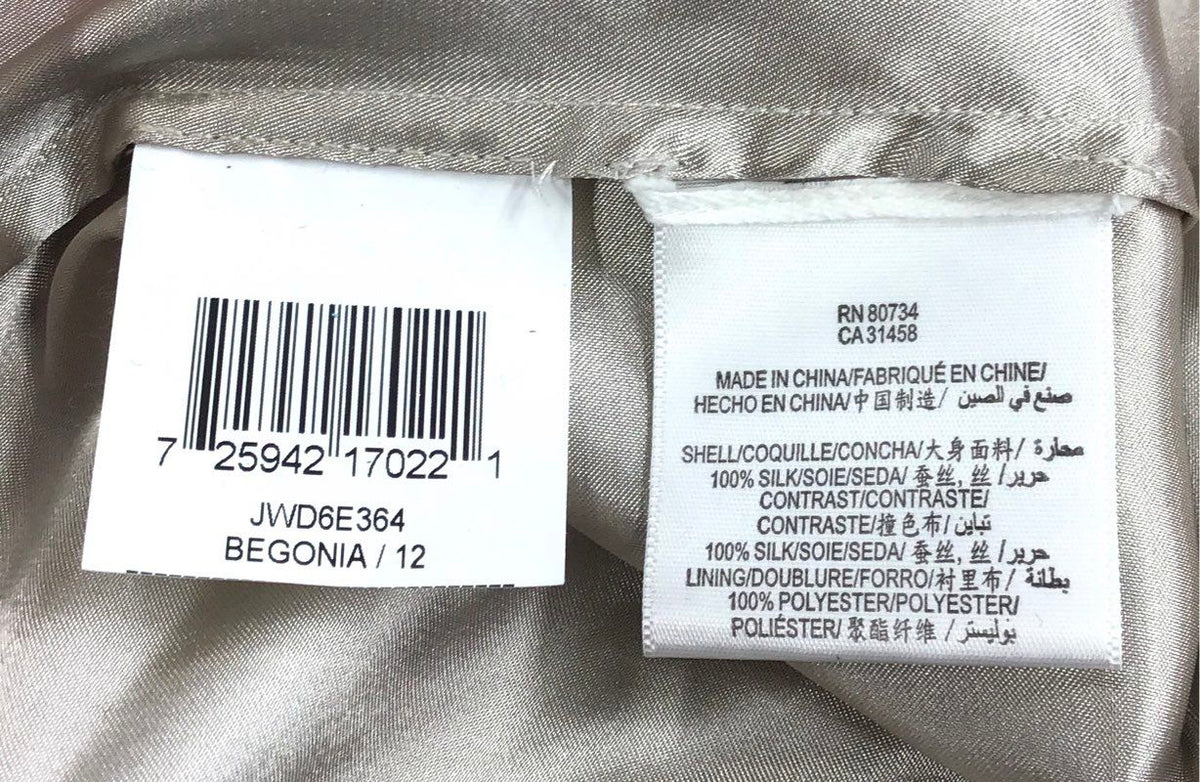 7 25942 17022 1
JWD6E364
BEGONIA / 12
RN 80734
CA 31458
MADE IN CHINA/FABRIQUÉ EN CHINE/
HECHO EN CHINA/中国制造/ صنع في الصين
SHELL/COQUILLE/CONCHA/大身面料/ محارة
100% SILK/SOIE/SEDA/ 蚕丝, 丝 /حرير
CONTRAST/CONTRASTE/
CONTRASTE/撞色布/ تباين
100% SILK/SOIE/SEDA/ 蚕丝, 丝 /حرير
LINING/DOUBLURE/FORRO/衬里布/ بطانة
100% POLYESTER/POLYESTER/
POLIÉSTER/ 聚酯纤维 / بوليستر